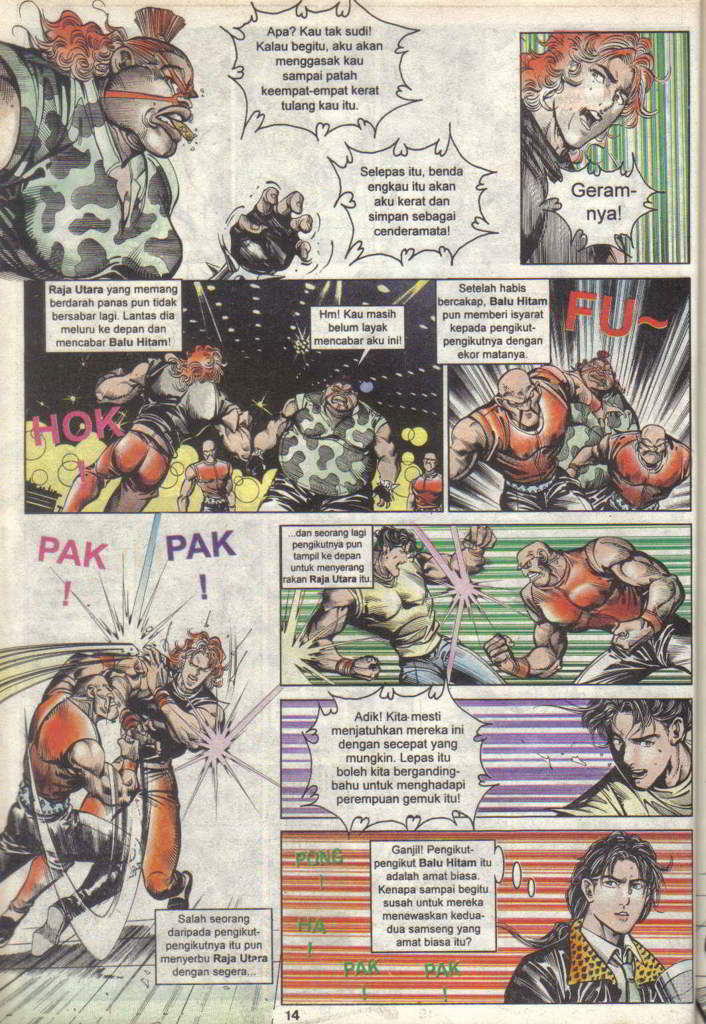 Apa? Kau tak sudi!
Kalau begitu, aku akan
menggasak kau
sampai patah
keempat-empat kerat
tulang kau itu.
Selepas itu, benda
engkau itu akan
aku kerat dan
simpan sebagai
cenderamata!
Geram-
nya!
Raja Utara yang memang
berdarah panas pun tidak
bersabar lagi. Lantas dia
meluru ke depan dan
mencabar Balu Hitam!
Hm! Kau masih
belum layak
mencabar aku ini!
HOK
!
Setelah habis
bercakap, Balu Hitam
pun memberi isyarat
kepada pengikut-
pengikutnya dengan
ekor matanya.
FU~
PAK
!
PAK
!
Salah seorang
daripada pengikut-
pengikutnya itu pun
menyerbu Raja Utara
dengan segera...
...dan seorang lagi
pengikutnya pun
tampil ke depan
untuk menyerang
rakan Raja Utara itu.
Adik! Kita mesti
menjatuhkan mereka ini
dengan secepat yang
mungkin. Lepas itu
boleh kita berganding-
bahu untuk menghadapi
perempuan gemuk itu!
PONG
!
HA
!
PAK
!
PAK
!
Ganjil! Pengikut-
pengikut Balu Hitam itu
adalah amat biasa.
Kenapa sampai begitu
susah untuk mereka
menewaskan kedua-
dua samseng yang
amat biasa itu?
14